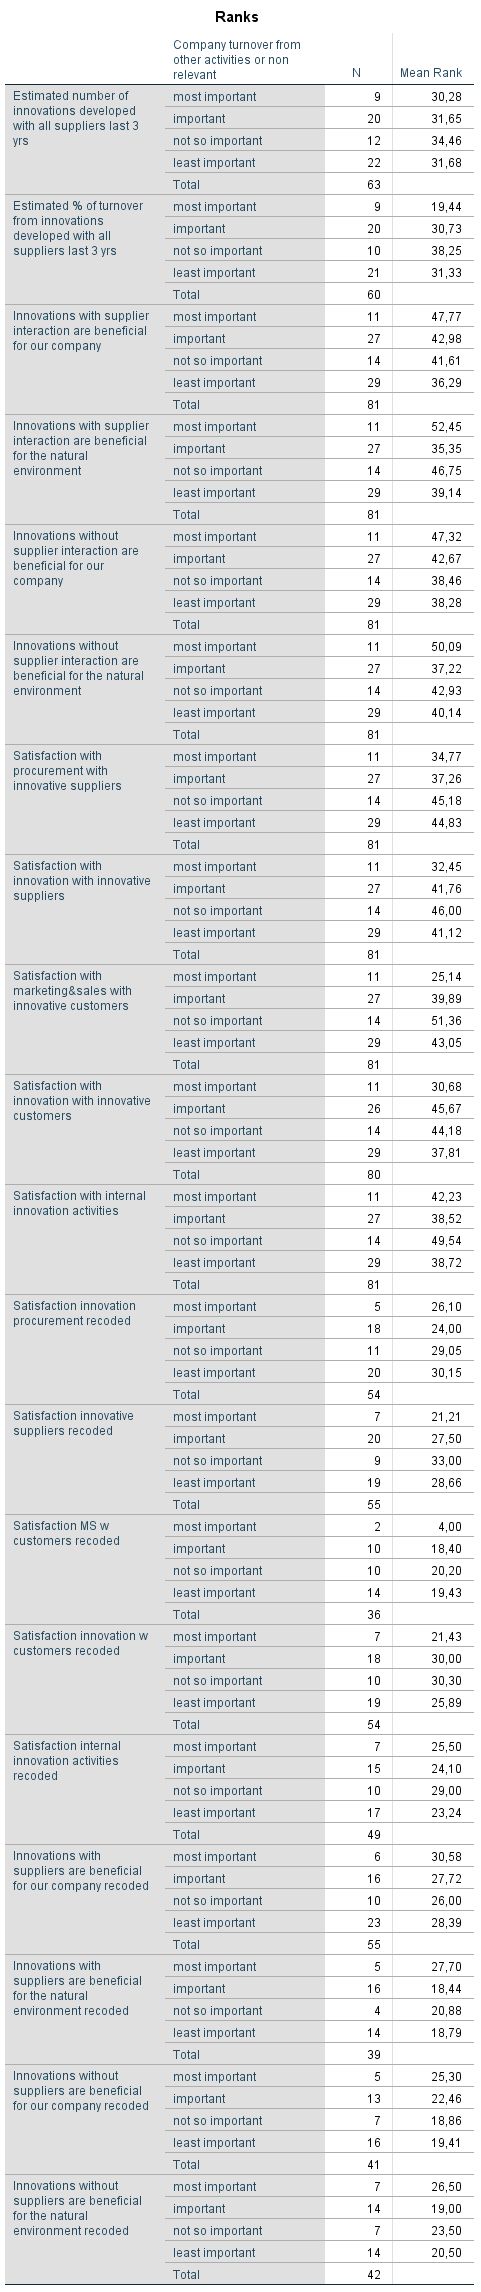 Ranks
Company turnover from
other activities or non
relevant
N
Mean Rank
Estimated number of
innovations developed
with all suppliers last 3
yrs
most important 9 30,28
important 20 31,65
not so important 12 34,46
least important 22 31,68
Total 63
Estimated % of turnover
from innovations
developed with all
suppliers last 3 yrs
most important 9 19,44
important 20 30,73
not so important 10 38,25
least important 21 31,33
Total 60
Innovations with supplier
interaction are beneficial
for our company
most important 11 47,77
important 27 42,98
not so important 14 41,61
least important 29 36,29
Total 81
Innovations with supplier
interaction are beneficial
for the natural
environment
most important 11 52,45
important 27 35,35
not so important 14 46,75
least important 29 39,14
Total 81
Innovations without
supplier interaction are
beneficial for our
company
most important 11 47,32
important 27 42,67
not so important 14 38,46
least important 29 38,28
Total 81
Innovations without
supplier interaction are
beneficial for the natural
environment
most important 11 50,09
important 27 37,22
not so important 14 42,93
least important 29 40,14
Total 81
Satisfaction with
procurement with
innovative suppliers
most important 11 34,77
important 27 37,26
not so important 14 45,18
least important 29 44,83
Total 81
Satisfaction with
innovation with innovative
suppliers
most important 11 32,45
important 27 41,76
not so important 14 46,00
least important 29 41,12
Total 81
Satisfaction with
marketing&sales with
innovative customers
most important 11 25,14
important 27 39,89
not so important 14 51,36
least important 29 43,05
Total 81
Satisfaction with
innovation with innovative
customers
most important 11 30,68
important 26 45,67
not so important 14 44,18
least important 29 37,81
Total 80
Satisfaction with internal
innovation activities
most important 11 42,23
important 27 38,52
not so important 14 49,54
least important 29 38,72
Total 81
Satisfaction innovation
procurement recoded
most important 5 26,10
important 18 24,00
not so important 11 29,05
least important 20 30,15
Total 54
Satisfaction innovative
suppliers recoded
most important 7 21,21
important 20 27,50
not so important 9 33,00
least important 19 28,66
Total 55
Satisfaction MS w
customers recoded
most important 2 4,00
important 10 18,40
not so important 10 20,20
least important 14 19,43
Total 36
Satisfaction innovation w
customers recoded
most important 7 21,43
important 18 30,00
not so important 10 30,30
least important 19 25,89
Total 54
Satisfaction internal
innovation activities
recoded
most important 7 25,50
important 15 24,10
not so important 10 29,00
least important 17 23,24
Total 49
Innovations with
suppliers are beneficial
for our company recoded
most important 6 30,58
important 16 27,72
not so important 10 26,00
least important 23 28,39
Total 55
Innovations with
suppliers are beneficial
for the natural
environment recoded
most important 5 27,70
important 16 18,44
not so important 4 20,88
least important 14 18,79
Total 39
Innovations without
suppliers are beneficial
for our company recoded
most important 5 25,30
important 13 22,46
not so important 7 18,86
least important 16 19,41
Total 41
Innovations without
suppliers are beneficial
for the natural
environment recoded
most important 7 26,50
important 14 19,00
not so important 7 23,50
least important 14 20,50
Total 42